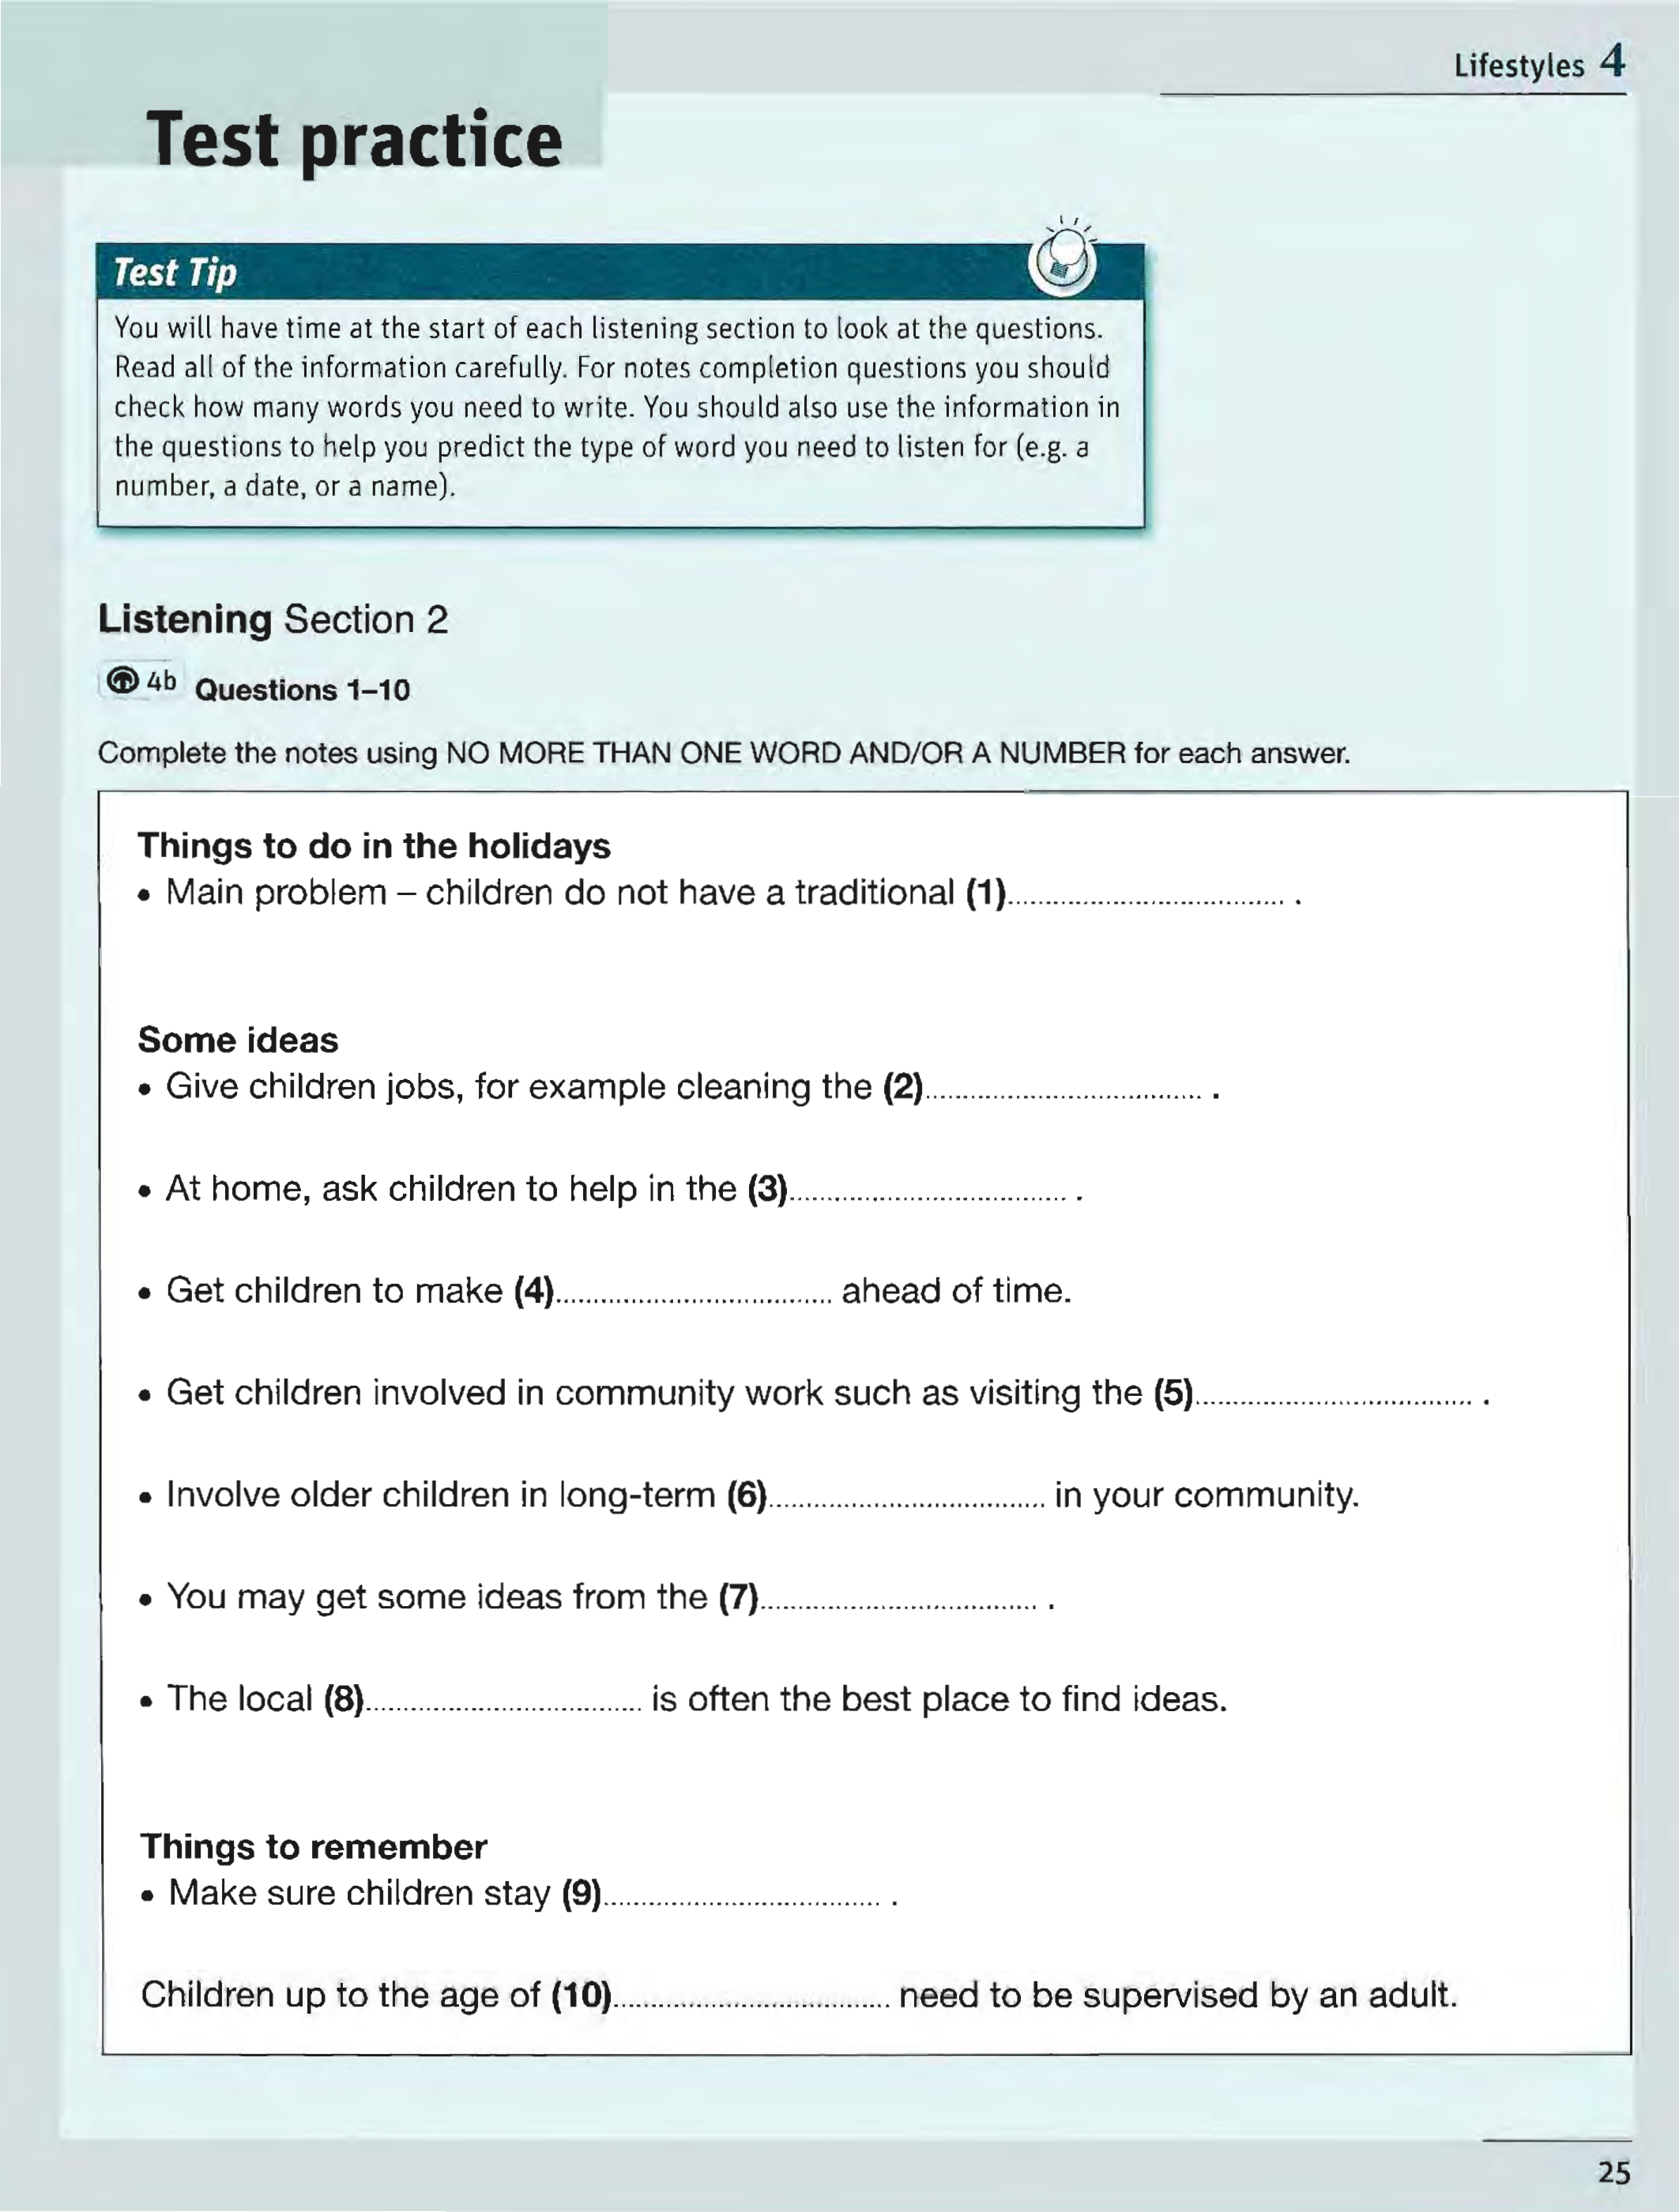 Lifestyles 4
Test practice
Test Tip
You will have time at the start of each listening section to look at the questions.
Read all of the information carefully. For notes completion questions you should
check how many words you need to write. You should also use the information in
the questions to help you predict the type of word you need to listen for (e.g. a
number, a date, or a name).
Listening Section 2
4b Questions 1–10
Complete the notes using NO MORE THAN ONE WORD AND/OR A NUMBER for each answer.
Things to do in the holidays
• Main problem – children do not have a traditional (1)..................................... .
Some ideas
• Give children jobs, for example cleaning the (2)..................................... .
• At home, ask children to help in the (3)..................................... .
• Get children to make (4)..................................... ahead of time.
• Get children involved in community work such as visiting the (5)..................................... .
• Involve older children in long-term (6)..................................... in your community.
• You may get some ideas from the (7)..................................... .
• The local (8)..................................... is often the best place to find ideas.
Things to remember
• Make sure children stay (9)..................................... .
Children up to the age of (10)..................................... need to be supervised by an adult.
25